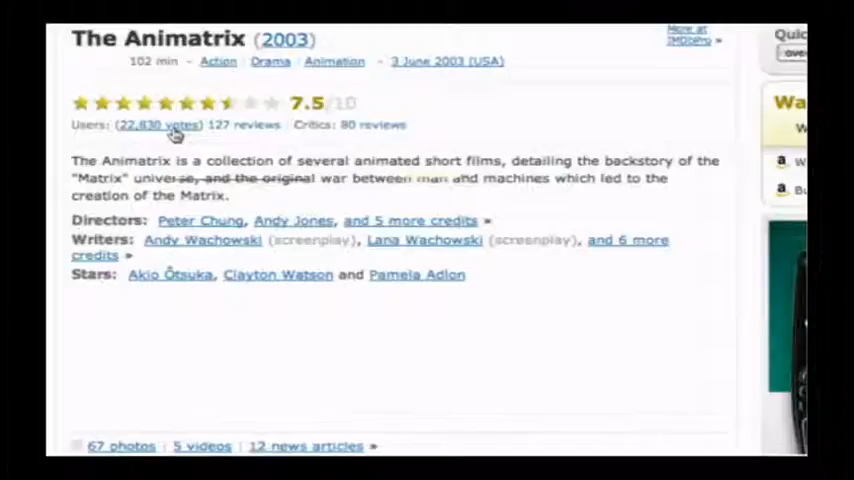 The Animatrix (2003)
More at
IMDbPro »
Quic
102 min - Action | Drama | Animation - 3 June 2003 (USA)
7.5/10
Users: (22,830 votes) 127 reviews | Critics: 80 reviews
Wa
W
The Animatrix is a collection of several animated short films, detailing the backstory of the
"Matrix" universe, and the original war between man and machines which led to the
creation of the Matrix.
Directors: Peter Chung, Andy Jones, and 5 more credits »
Writers: Andy Wachowski (screenplay), Lana Wachowski (screenplay), and 6 more
credits »
Stars: Akio Ôtsuka, Clayton Watson and Pamela Adlon
67 photos | 5 videos | 12 news articles »